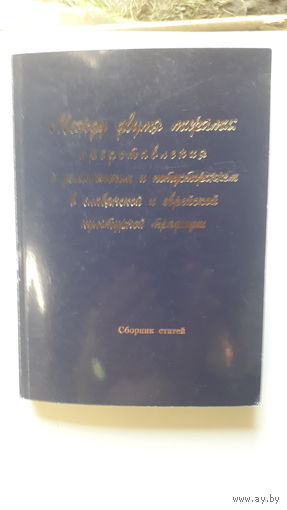 Между двумя мирами:
представления
о демоническом и потустороннем
в славянской и еврейской
культурной традиции
Сборник статей
© www.ay.by